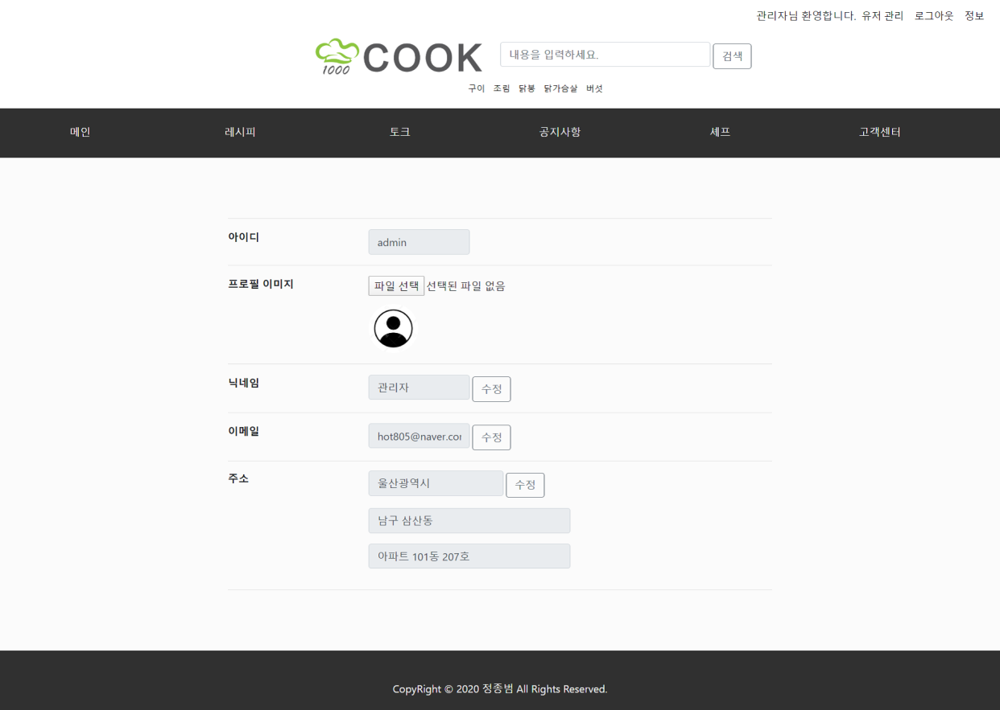 관리자님 환영합니다. 유저 관리 로그아웃 정보
1000 COOK 내용을 입력하세요. 검색
구이 조림 닭봉 닭가슴살 버섯
메인 레시피 토크 공지사항 셰프 고객센터
아이디 admin
프로필 이미지 파일 선택 선택된 파일 없음
닉네임 관리자 수정
이메일 hot805@naver.co 수정
주소 울산광역시 수정
남구 삼산동
아파트 101동 207호
CopyRight © 2020 정종범 All Rights Reserved.